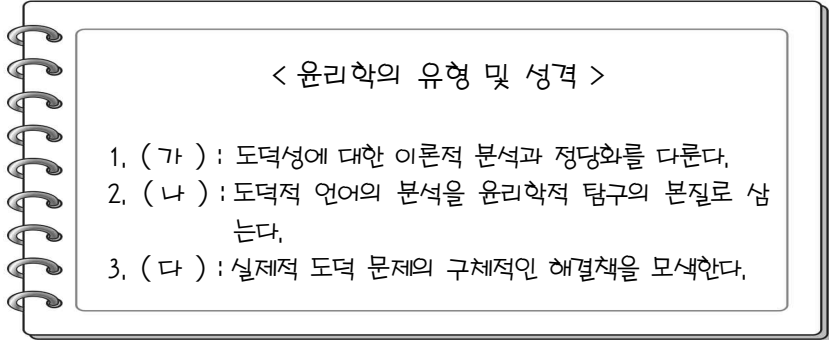 < 윤리학의 유형 및 성격 >
1. ( 가 ) : 도덕성에 대한 이론적 분석과 정당화를 다룬다.
2. ( 나 ) : 도덕적 언어의 분석을 윤리학적 탐구의 본질로 삼
는다.
3. ( 다 ) : 실제적 도덕 문제의 구체적인 해결책을 모색한다.